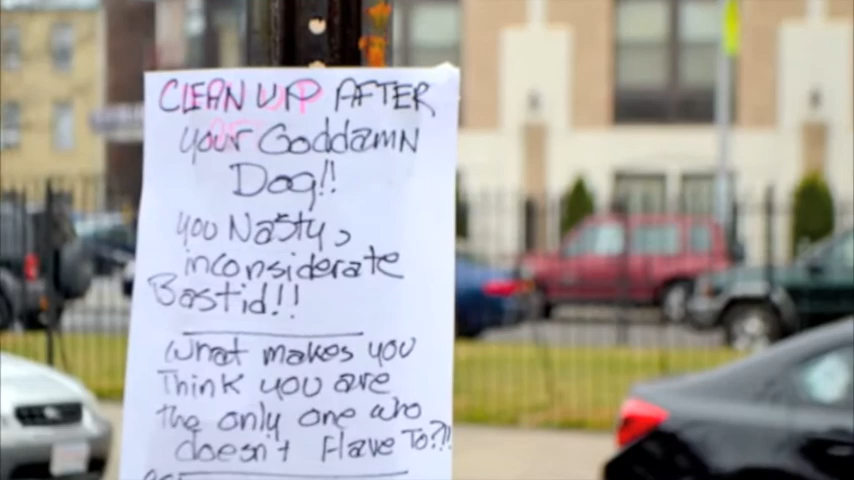 CLEAN UP AFTER
your Goddamn
Dog!!
you Nasty,
inconsiderate
Bastid!!
What makes you
Think you are
the only one who
doesn't Have To?!!